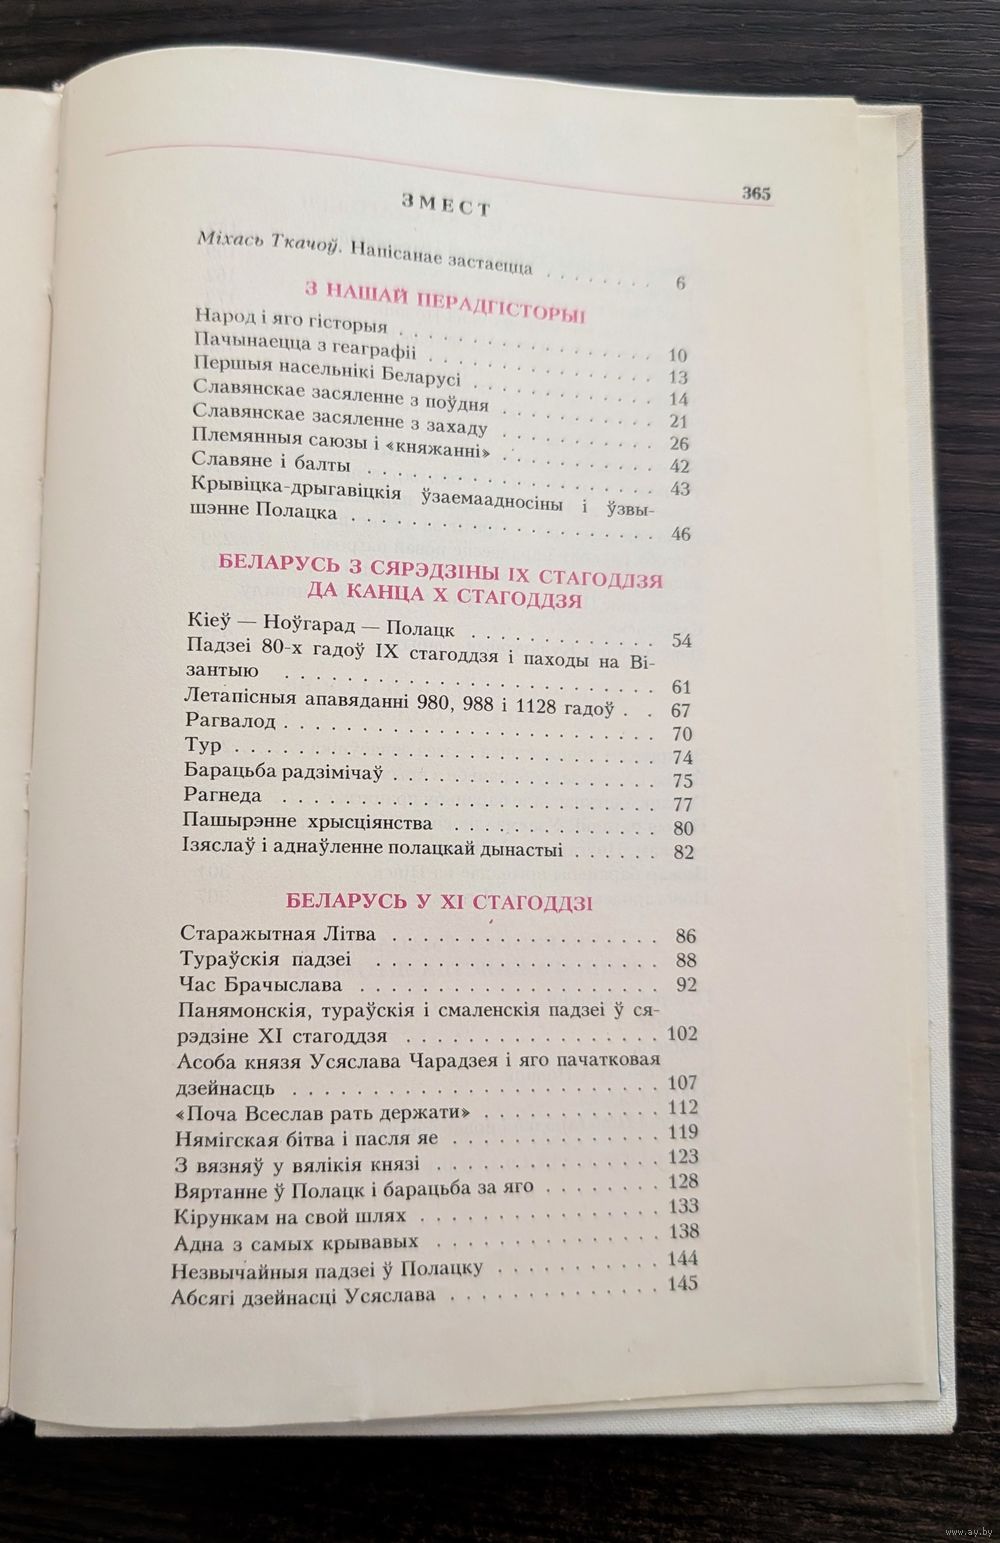 365
ЗМЕСТ
Міхась Ткачоў. Напісанае застаецца . . . . . . . 6
З НАШАЙ ПЕРАДГІСТОРЫІ
Народ і яго гісторыя . . . . . . . . . . . . . . . 10
Пачынаецца з геаграфіі . . . . . . . . . . . . . . 13
Першыя насельнікі Беларусі . . . . . . . . . . . . 14
Славянскае засяленне з поўдня . . . . . . . . . . 21
Славянскае засяленне з захаду . . . . . . . . . . 26
Племянныя саюзы і «княжанні» . . . . . . . . . . 42
Славяне і балты . . . . . . . . . . . . . . . . . . 43
Крывіцка-дрыгавіцкія ўзаемаадносіны і ўзвы-
шэнне Полацка . . . . . . . . . . . . . . . . . . . 46
БЕЛАРУСЬ З СЯРЭДЗІНЫ IX СТАГОДДЗЯ
ДА КАНЦА X СТАГОДДЗЯ
Кіеў — Ноўгарад — Полацк . . . . . . . . . . . . 54
Падзеі 80-х гадоў IX стагоддзя і паходы на Ві-
зантыю . . . . . . . . . . . . . . . . . . . . . . . 61
Летапісныя апавяданні 980, 988 і 1128 гадоў . . 67
Рагвалод . . . . . . . . . . . . . . . . . . . . . . . 70
Тур . . . . . . . . . . . . . . . . . . . . . . . . . . 74
Барацьба радзімічаў . . . . . . . . . . . . . . . . 75
Рагнеда . . . . . . . . . . . . . . . . . . . . . . . 77
Пашырэнне хрысціянства . . . . . . . . . . . . . 80
Ізяслаў і аднаўленне полацкай дынастыі . . . . . . 82
БЕЛАРУСЬ У XI СТАГОДДЗІ
Старажытная Літва . . . . . . . . . . . . . . . . . 86
Тураўскія падзеі . . . . . . . . . . . . . . . . . . 88
Час Брачыслава . . . . . . . . . . . . . . . . . . . 92
Панямонскія, тураўскія і смаленскія падзеі ў ся-
рэдзіне XI стагоддзя . . . . . . . . . . . . . . . . 102
Асоба князя Усяслава Чарадзея і яго пачатковая
дзейнасць . . . . . . . . . . . . . . . . . . . . . . 107
«Поча Всеслав рать держати» . . . . . . . . . . . 112
Нямігская бітва і пасля яе . . . . . . . . . . . . . 119
З вязняў у вялікія князі . . . . . . . . . . . . . . 123
Вяртанне ў Полацк і барацьба за яго . . . . . . . . 128
Кірункам на свой шлях . . . . . . . . . . . . . . . 133
Адна з самых крывавых . . . . . . . . . . . . . . 138
Незвычайныя падзеі ў Полацку . . . . . . . . . . 144
Абсягі дзейнасці Усяслава . . . . . . . . . . . . . 145
www.ay.by